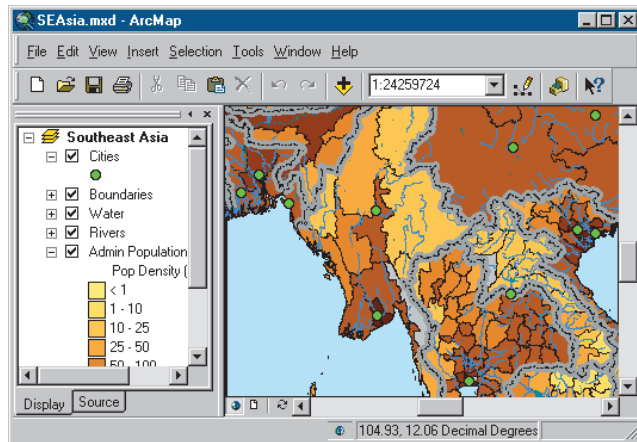 SEAsia.mxd - ArcMap
File Edit View Insert Selection Tools Window Help
1:24259724
Southeast Asia
Cities
Boundaries
Water
Rivers
Admin Population
Pop Density (
< 1
1 - 10
10 - 25
25 - 50
50 - 100
Display Source
104.93, 12.06 Decimal Degrees